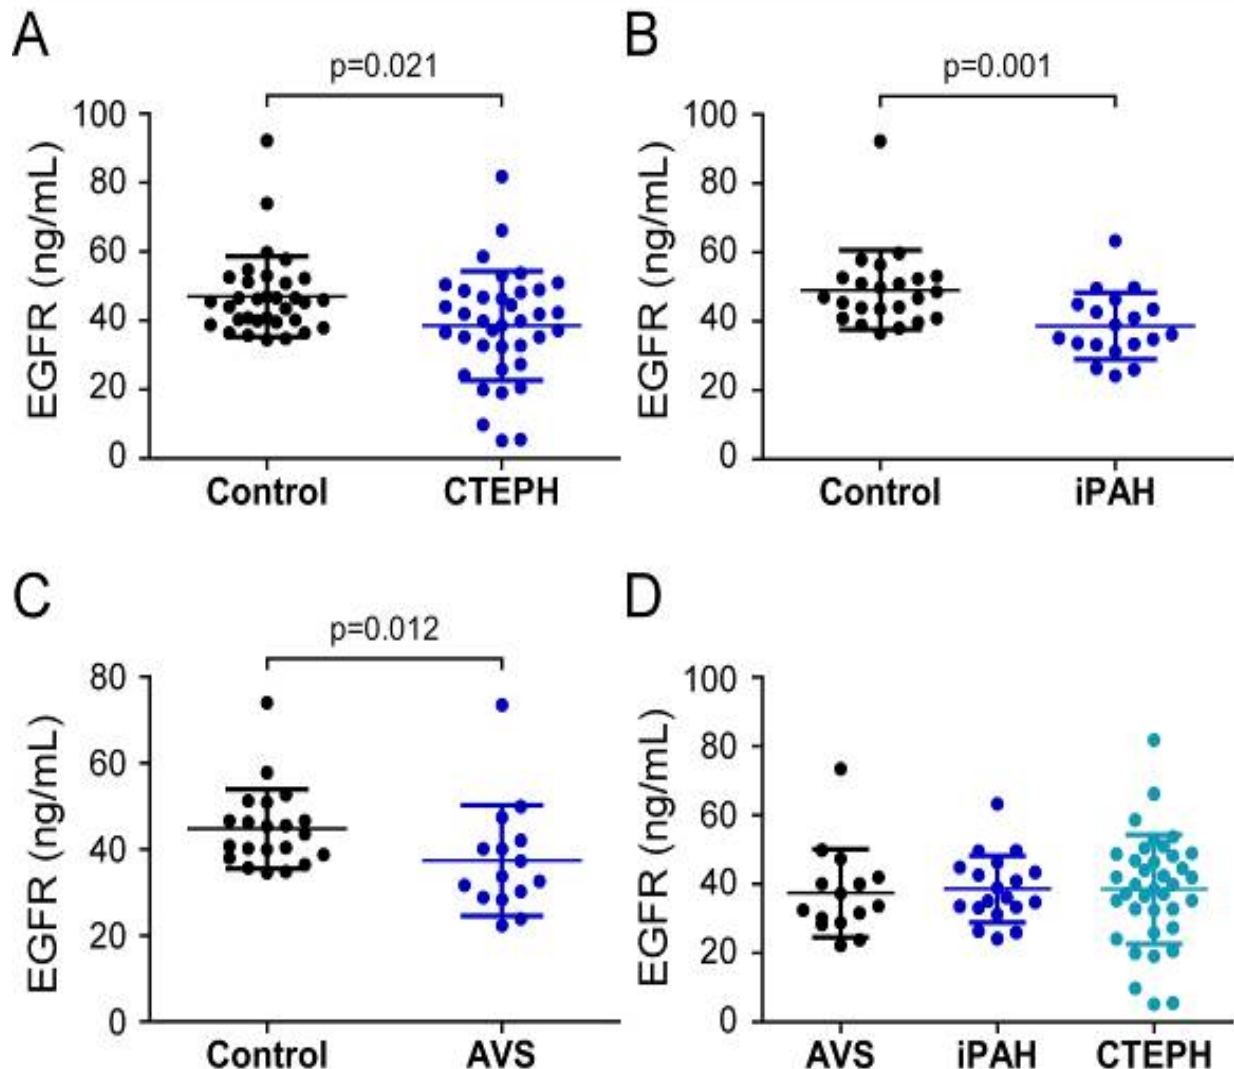 A
p=0.021
EGFR (ng/mL)
100
80
60
40
20
0
Control CTEPH
B
p=0.001
EGFR (ng/mL)
100
80
60
40
20
0
Control iPAH
C
p=0.012
EGFR (ng/mL)
80
60
40
20
0
Control AVS
D
EGFR (ng/mL)
100
80
60
40
20
0
AVS iPAH CTEPH